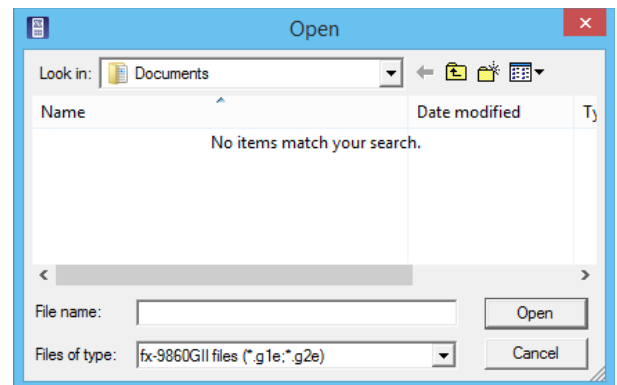 Open
Look in: Documents
Name Date modified Ty
No items match your search.
File name: Open
Files of type: fx-9860GII files (*.g1e;*.g2e) Cancel